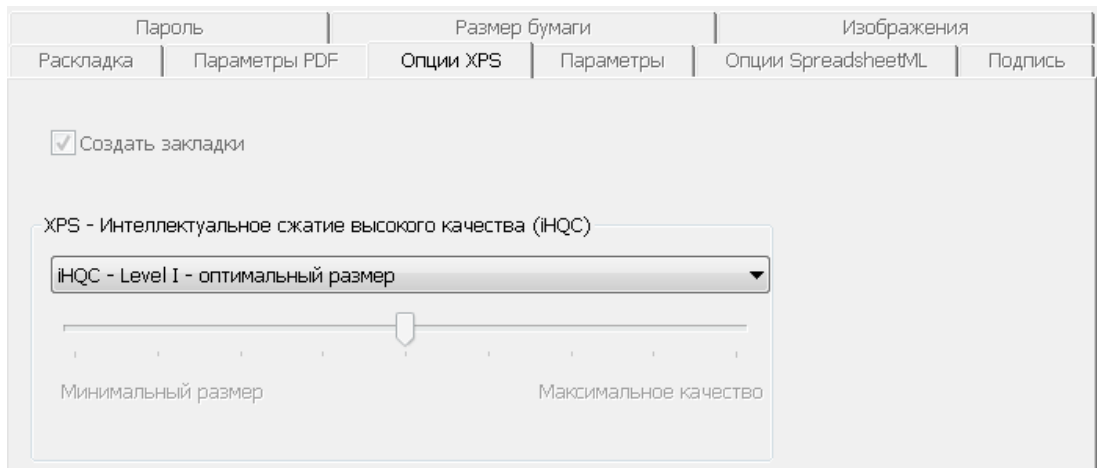 Пароль Размер бумаги Изображения
Раскладка Параметры PDF Опции XPS Параметры Опции SpreadsheetML Подпись
Создать закладки
XPS - Интеллектуальное сжатие высокого качества (iHQC)
iHQC - Level I - оптимальный размер
Минимальный размер Максимальное качество